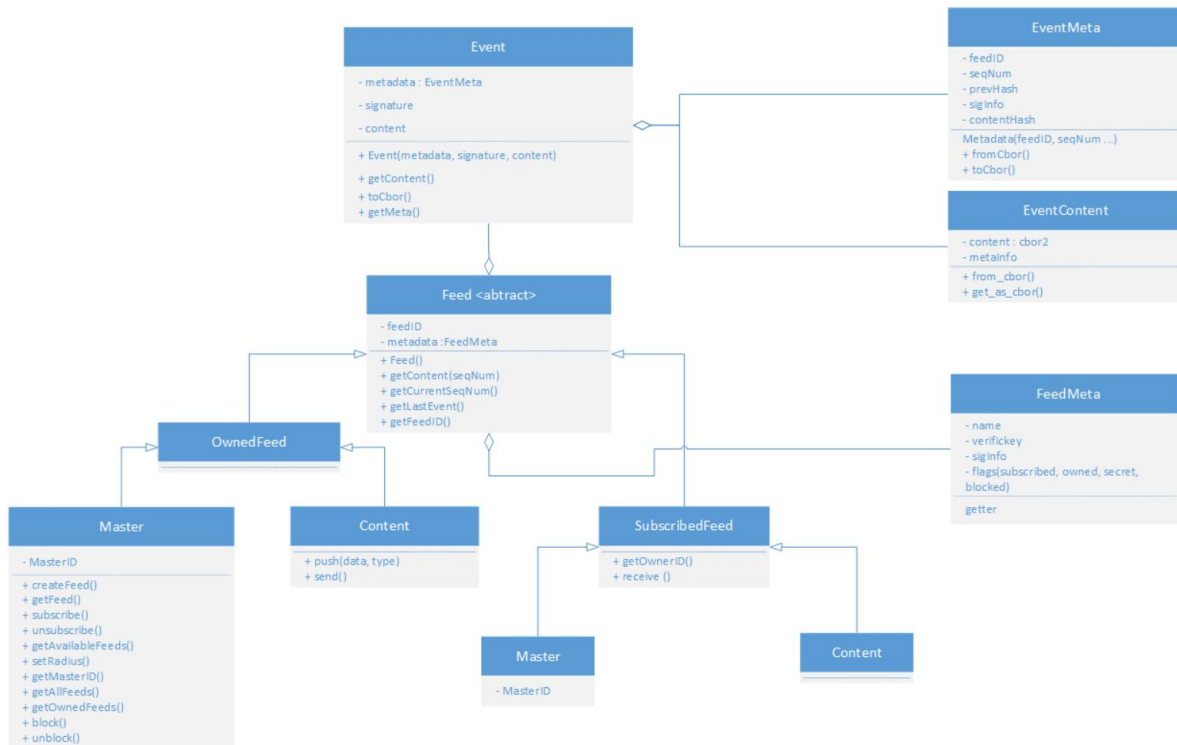 Event
- metadata : EventMeta
- signature
- content
+ Event(metadata, signature, content)
+ getContent()
+ toCbor()
+ getMeta()
EventMeta
- feedID
- seqNum
- prevHash
- sigInfo
- contentHash
Metadata(feedID, seqNum ...)
+ fromCbor()
+ toCbor()
EventContent
- content : cbor2
- metaInfo
+ from_cbor()
+ get_as_cbor()
Feed <abtract>
- feedID
- metadata :FeedMeta
+ Feed()
+ getContent(seqNum)
+ getCurrentSeqNum()
+ getLastEvent()
+ getFeedID()
FeedMeta
- name
- verifickey
- sigInfo
- flags(subscribed, owned, secret,
blocked)
getter
OwnedFeed
Master
- MasterID
+ createFeed()
+ getFeed()
+ subscribe()
+ unsubscribe()
+ getAvailableFeeds()
+ setRadius()
+ getMasterID()
+ getAllFeeds()
+ getOwnedFeeds()
+ block()
+ unblock()
Content
+ push(data, type)
+ send()
SubscribedFeed
+ getOwnerID()
+ receive ()
Master
- MasterID
Content